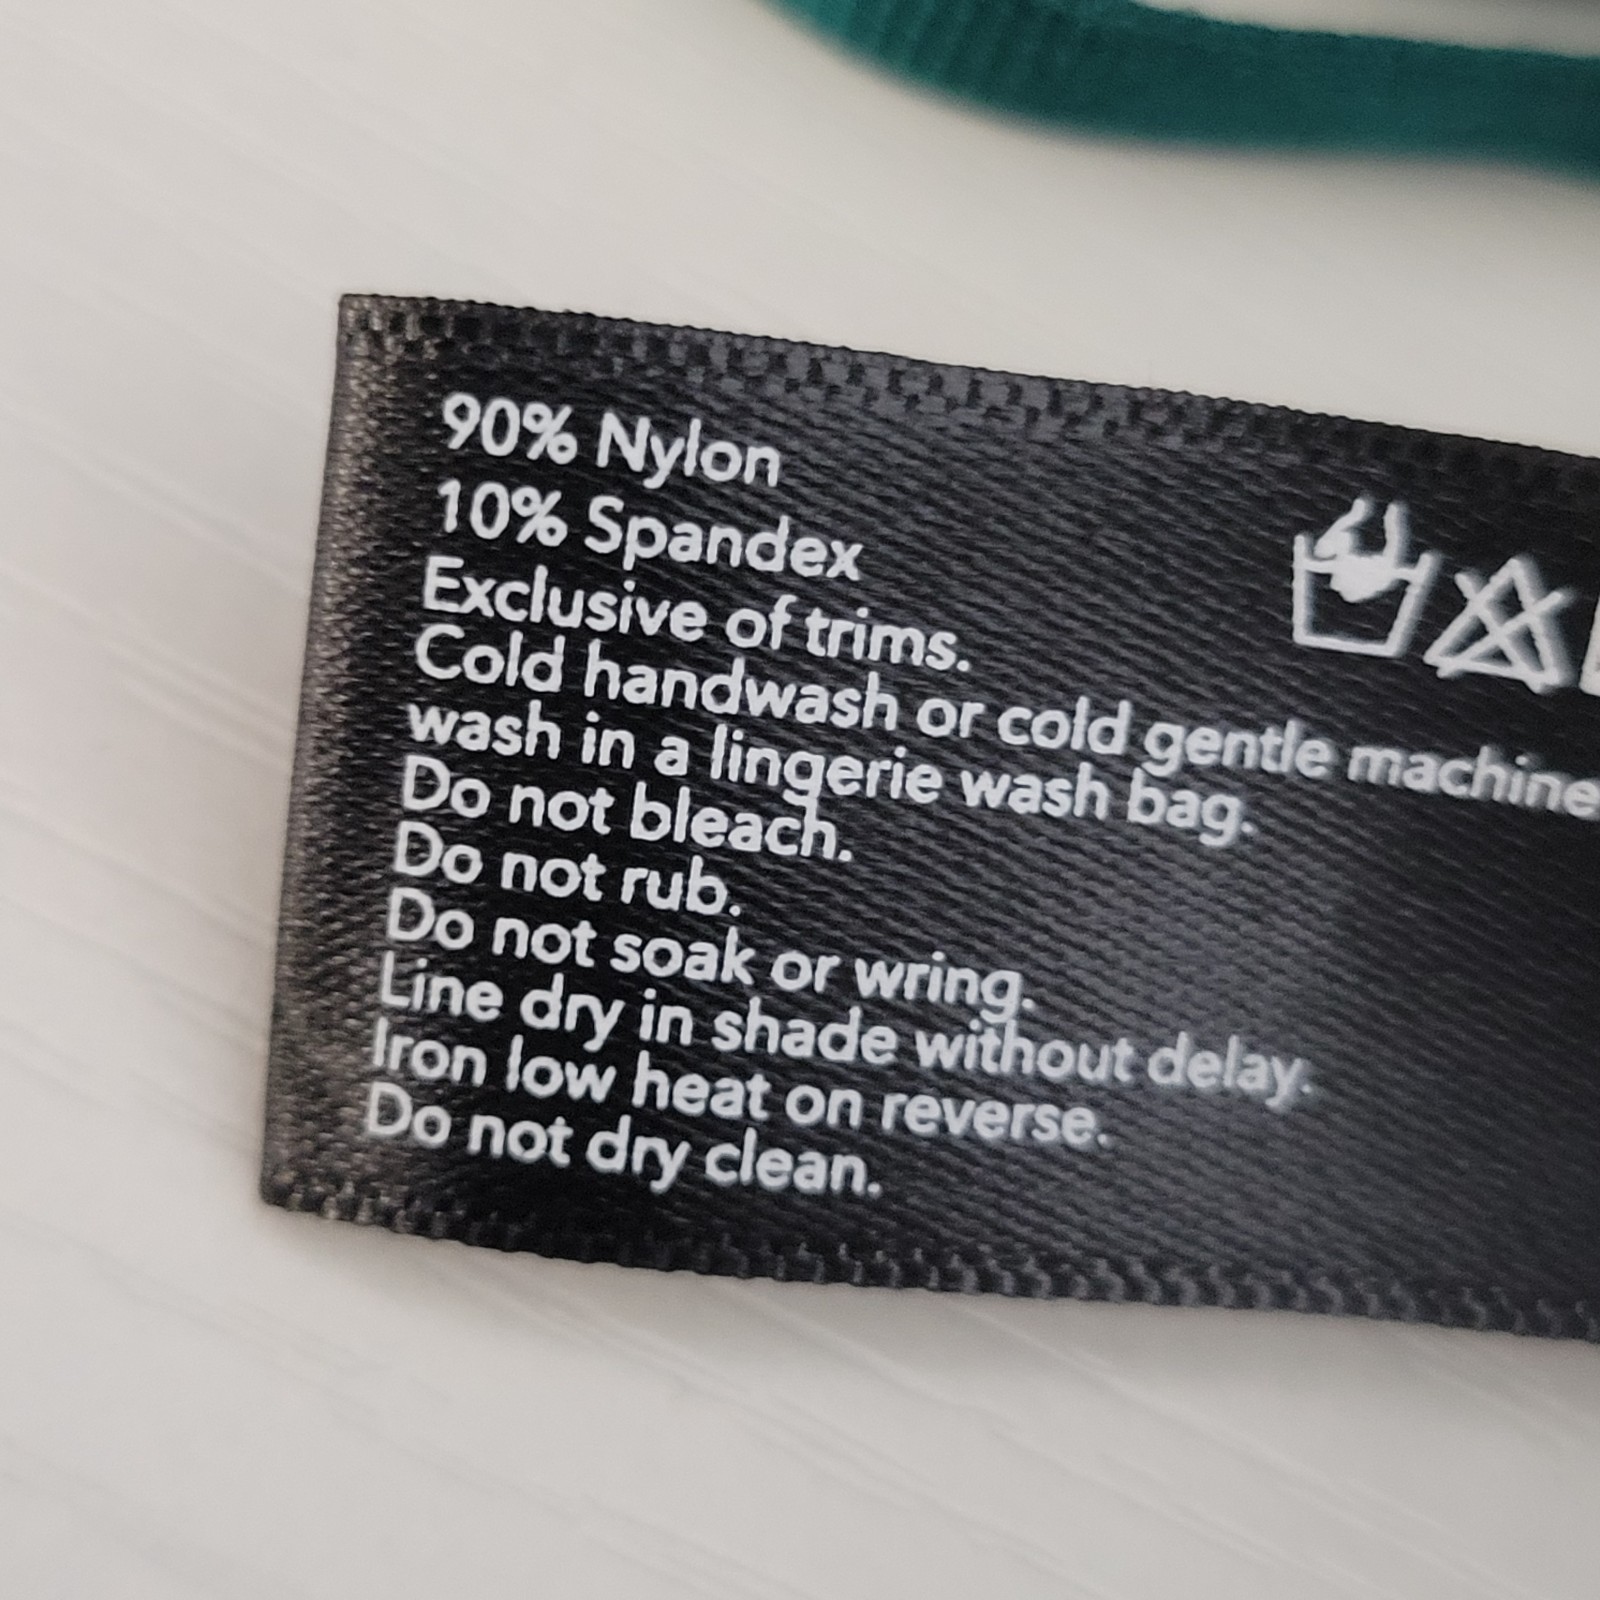 90% Nylon
10% Spandex
Exclusive of trims.
Cold handwash or cold gentle machine
wash in a lingerie wash bag.
Do not bleach.
Do not rub.
Do not soak or wring.
Line dry in shade without delay.
Iron low heat on reverse.
Do not dry clean.